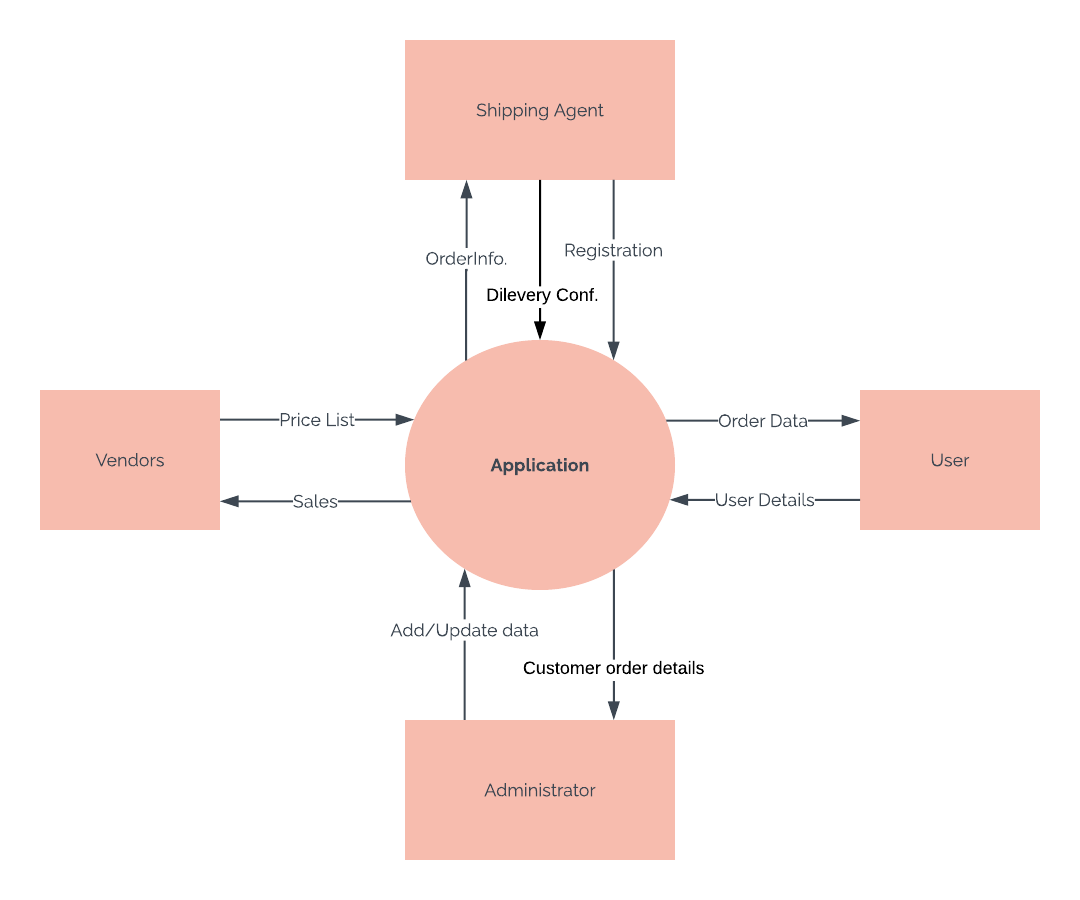 Shipping Agent
OrderInfo.
Registration
Dilevery Conf.
Price List
Order Data
Vendors
Application
User
Sales
User Details
Add/Update data
Customer order details
Administrator